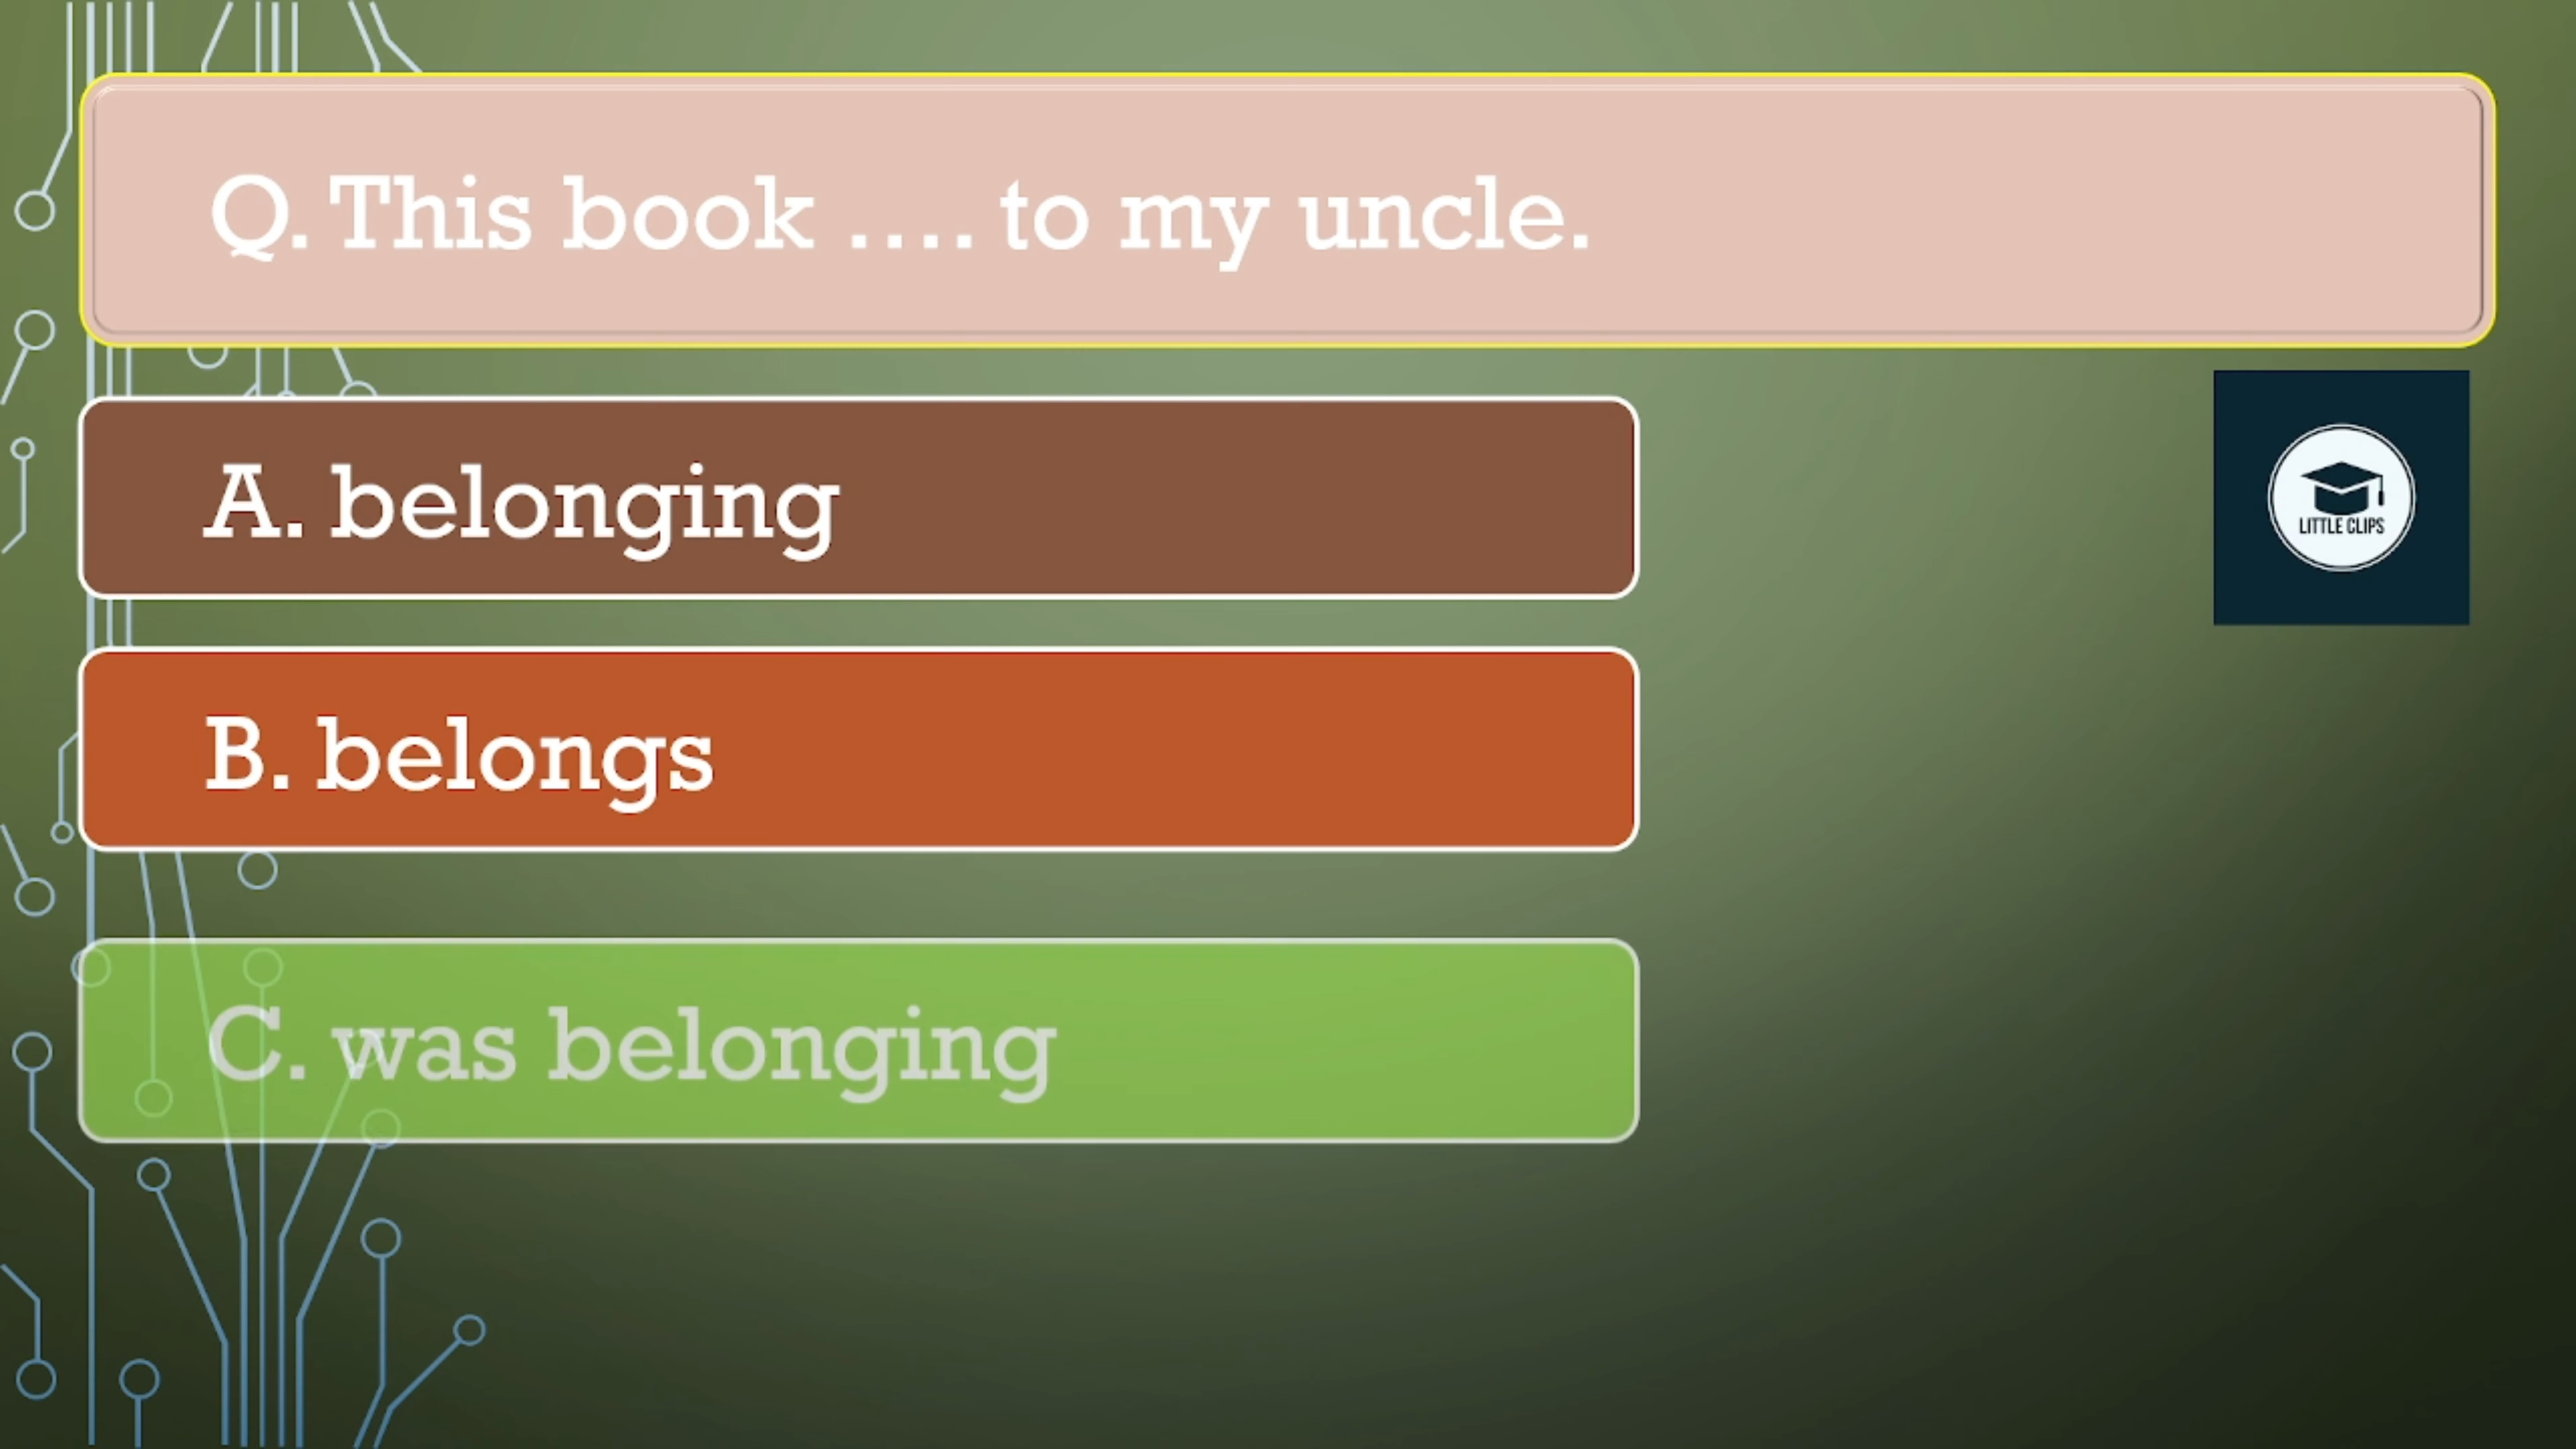 Q. This book .... to my uncle.
A. belonging
LITTLE CLIPS
B. belongs
C. was belonging